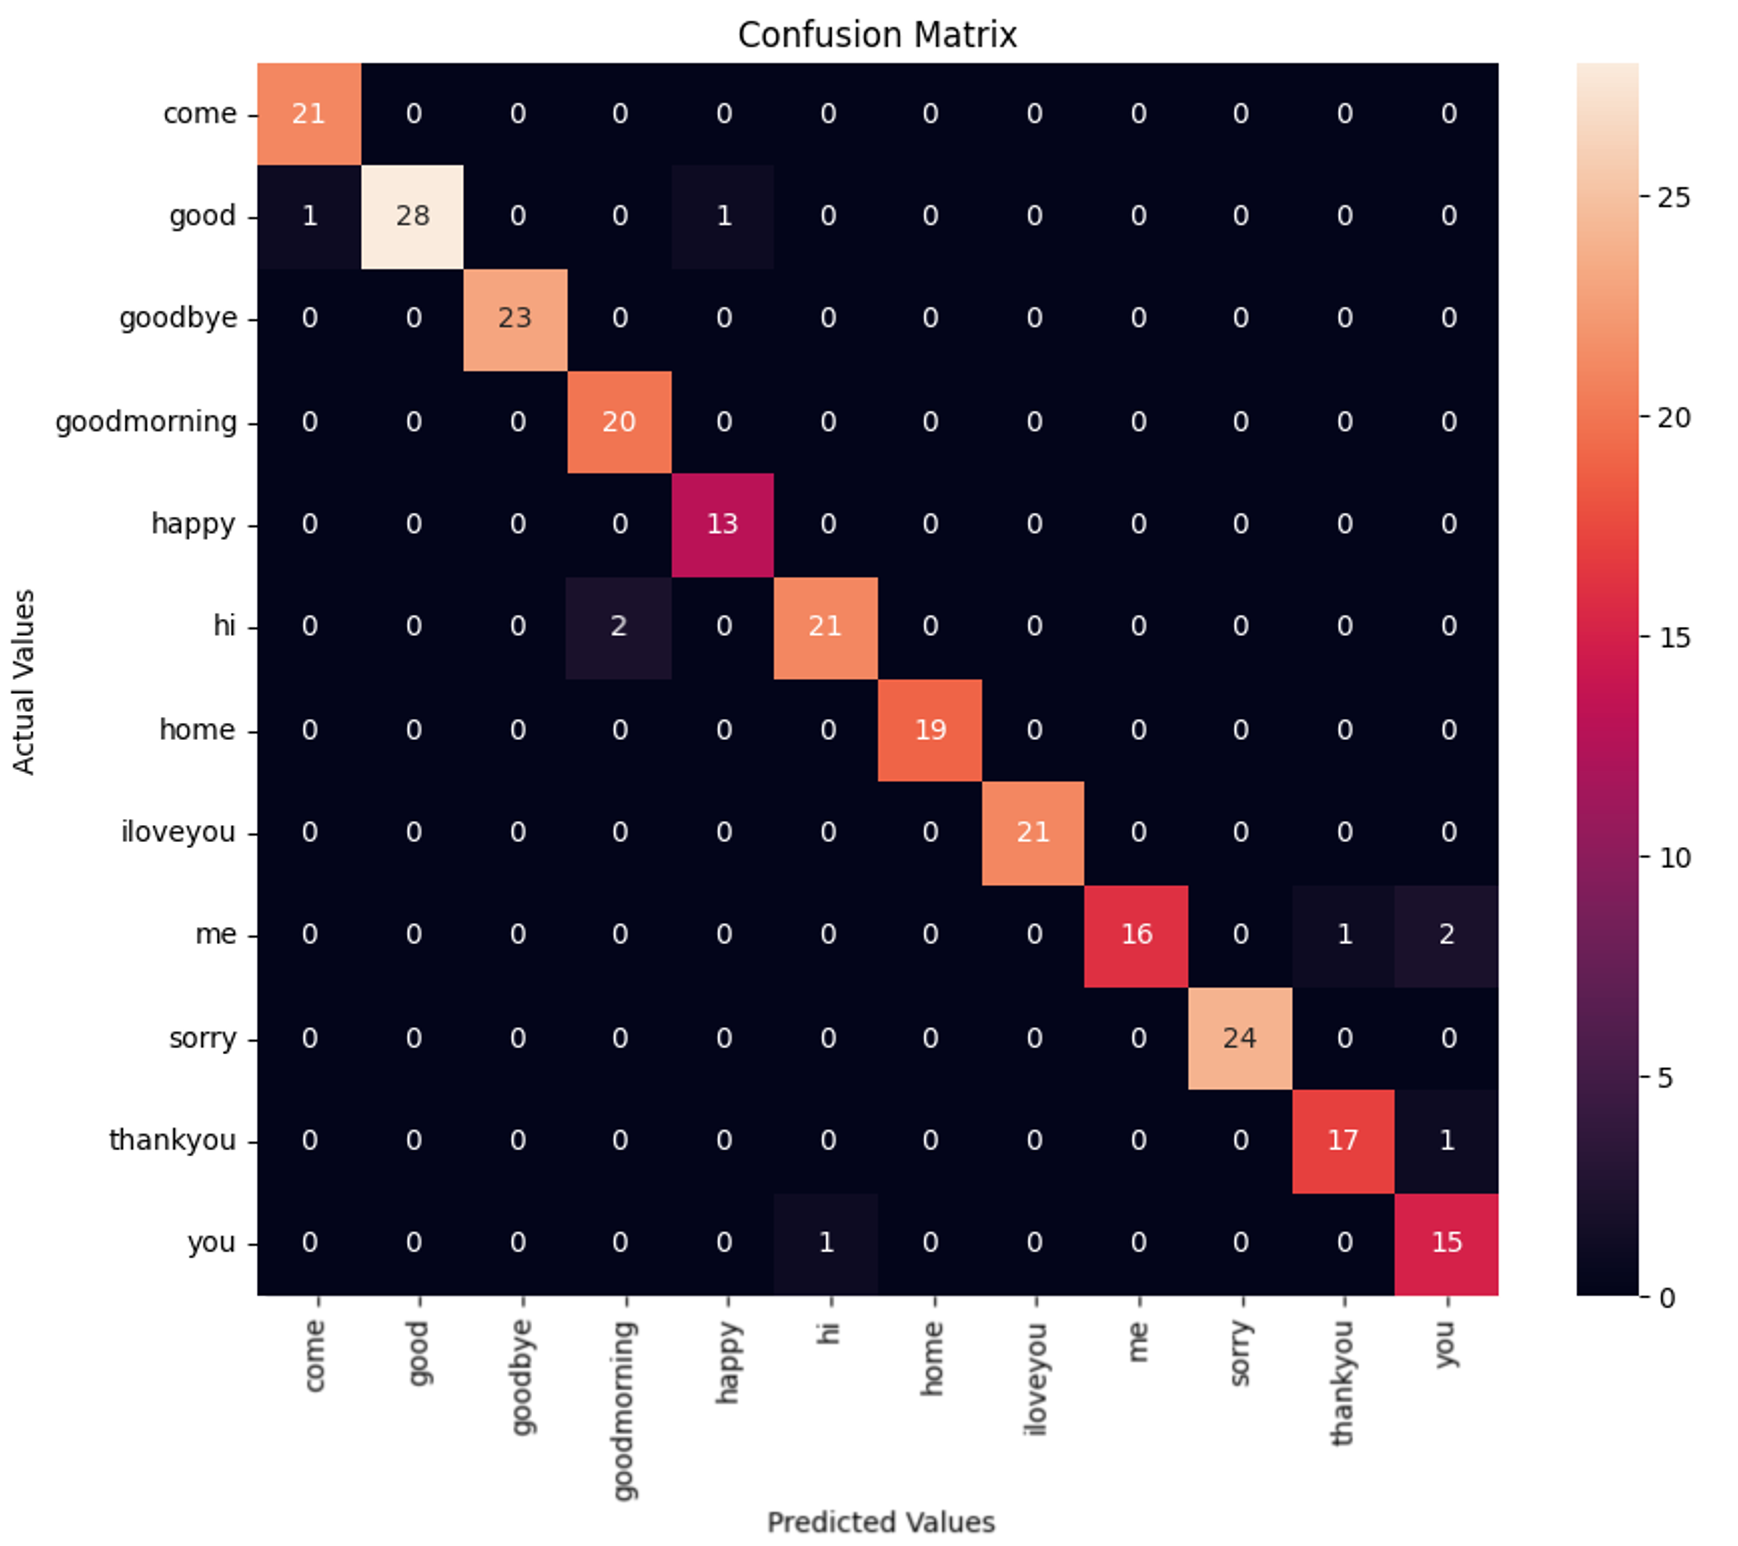 Confusion Matrix
come 21 0 0 0 0 0 0 0 0 0 0 0
good 1 28 0 0 1 0 0 0 0 0 0 0
goodbye 0 0 23 0 0 0 0 0 0 0 0 0
goodmorning 0 0 0 20 0 0 0 0 0 0 0 0
happy 0 0 0 0 13 0 0 0 0 0 0 0
hi 0 0 0 2 0 21 0 0 0 0 0 0
home 0 0 0 0 0 0 19 0 0 0 0 0
iloveyou 0 0 0 0 0 0 0 21 0 0 0 0
me 0 0 0 0 0 0 0 0 16 0 1 2
sorry 0 0 0 0 0 0 0 0 0 24 0 0
thankyou 0 0 0 0 0 0 0 0 0 0 17 1
you 0 0 0 0 0 1 0 0 0 0 0 15
Actual Values
come good goodbye goodmorning happy hi home iloveyou me sorry thankyou you
Predicted Values
25
20
15
10
5
0